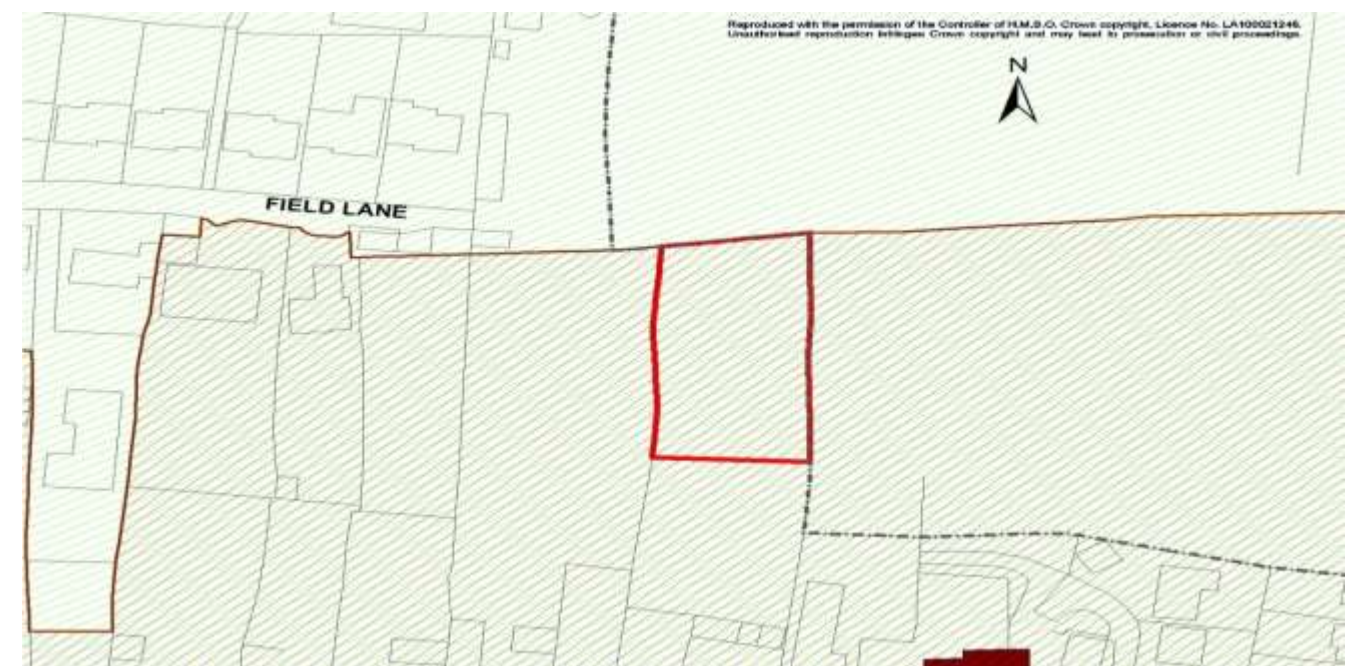 Reproduced with the permission of the Controller of H.M.S.O. Crown copyright, Licence No. LA100021246.
Unauthorised reproduction infringes Crown copyright and may lead to prosecution or civil proceedings.
N
FIELD LANE